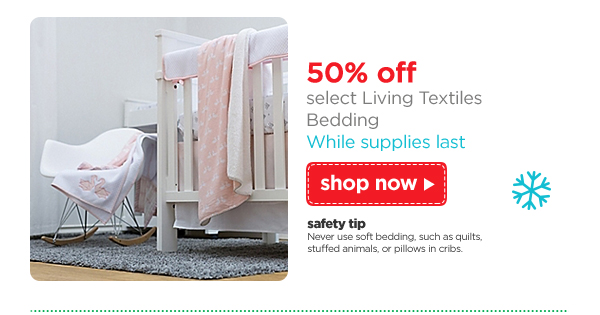 50% off
select Living Textiles
Bedding
While supplies last
shop now
safety tip
Never use soft bedding, such as quilts,
stuffed animals, or pillows in cribs.